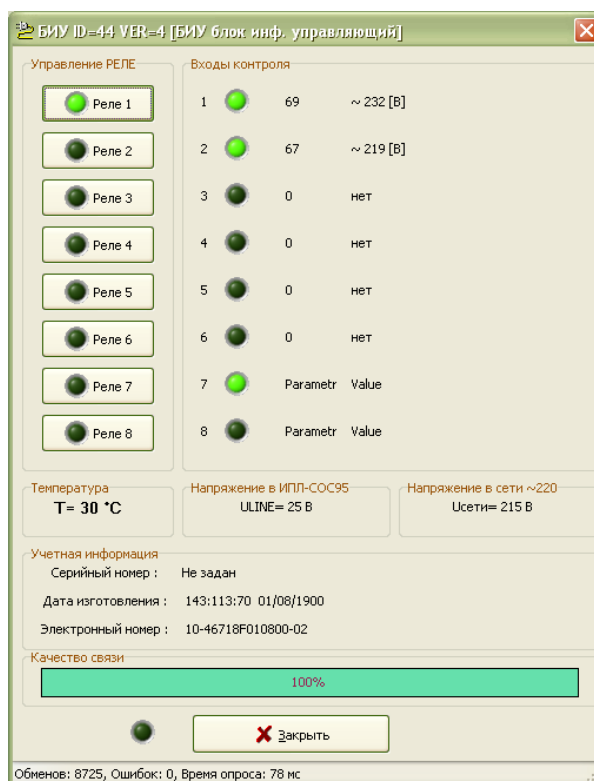 БИУ ID=44 VER=4 [БИУ блок инф. управляющий]
Управление РЕЛЕ
Входы контроля
Реле 1
1 69 ~ 232 [В]
Реле 2
2 67 ~ 219 [В]
Реле 3
3 0 нет
Реле 4
4 0 нет
Реле 5
5 0 нет
Реле 6
6 0 нет
Реле 7
7 Parametr Value
Реле 8
8 Parametr Value
Температура
T= 30 °C
Напряжение в ИПЛ-СОС95
ULINE= 25 В
Напряжение в сети ~220
Uсети= 215 В
Учетная информация
Серийный номер : Не задан
Дата изготовления : 143:113:70 01/08/1900
Электронный номер : 10-46718F010800-02
Качество связи
100%
Закрыть
Обменов: 8725, Ошибок: 0, Время опроса: 78 мс